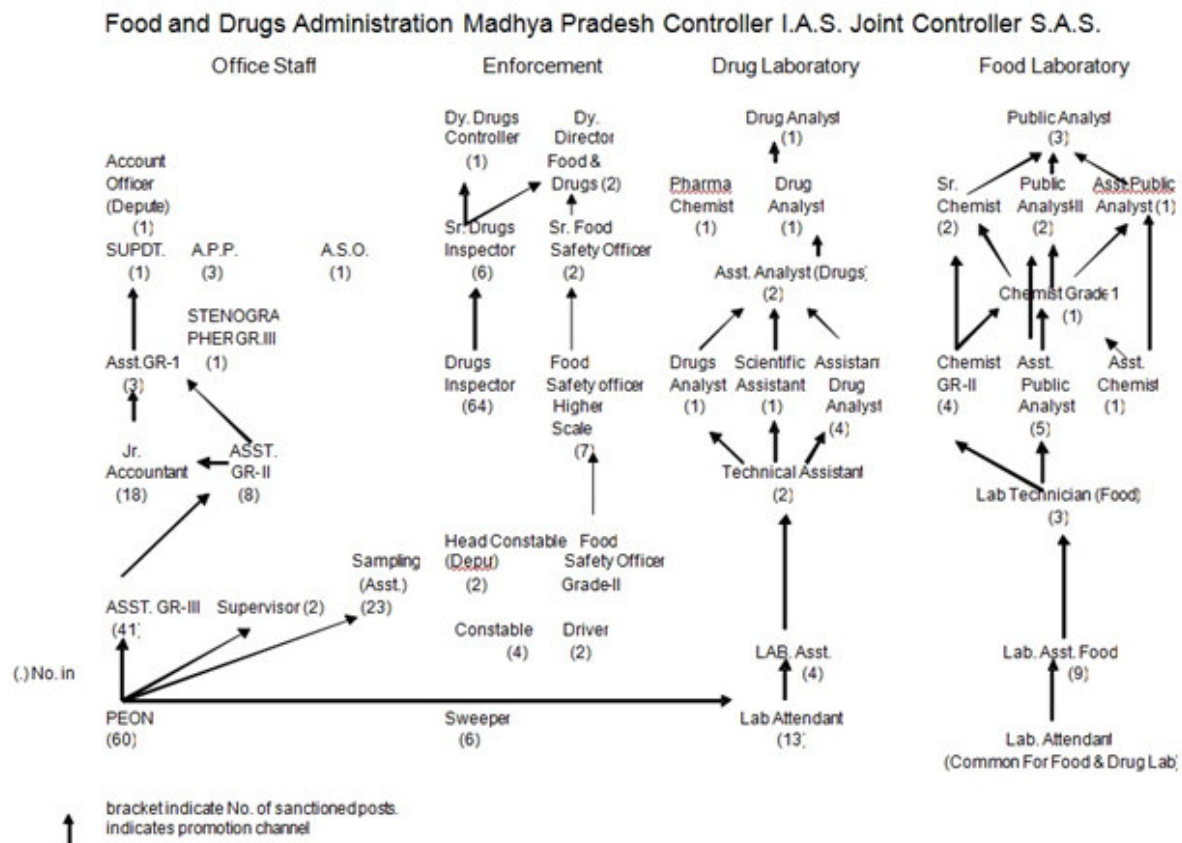 Food and Drugs Administration Madhya Pradesh Controller I.A.S. Joint Controller S.A.S.
Office Staff
Enforcement
Drug Laboratory
Food Laboratory
Account
Officer
(Depute)
(1)
SUPDT.
(1)
A.P.P.
(3)
A.S.O.
(1)
STENOGRA
PHER GR.III
(1)
Asst.GR-1
(3)
Jr.
Accountant
(18)
ASST.
GR-II
(8)
Sampling
(Asst.)
(23)
ASST. GR-III
(41)
Supervisor (2)
(.) No. in
PEON
(60)
Dy. Drugs
Controller
(1)
Dy.
Director
Food &
Drugs (2)
Sr. Drugs
Inspector
(6)
Sr. Food
Safety Officer
(2)
Drugs
Inspector
(64)
Food
Safety officer
Higher
Scale
(7)
Head Constable
(Depur)
(2)
Food
Safety Officer
Grade-II
Constable
(4)
Driver
(2)
Sweeper
(6)
Drug Analyst
(1)
Pharma
Chemist
(1)
Drug
Analyst
(1)
Asst. Analyst (Drugs)
(2)
Drugs
Analyst
(1)
Scientific
Assistant
(1)
Assistan
Drug
Analyst
(4)
Technical Assistant
(2)
LAB. Asst.
(4)
Lab Attendant
(13)
Public Analyst
(3)
Sr.
Chemist
(2)
Public
Analyst-II
(2)
Asst.Public
Analyst (1)
Chemist Grade 1
(1)
Chemist
GR-II
(4)
Asst.
Public
Analyst
(5)
Asst.
Chemist
(1)
Lab Technician (Food)
(3)
Lab. Asst. Food
(9)
Lab. Attendant
(Common For Food & Drug Lab)
bracket indicate No. of sanctioned posts.
indicates promotion channel